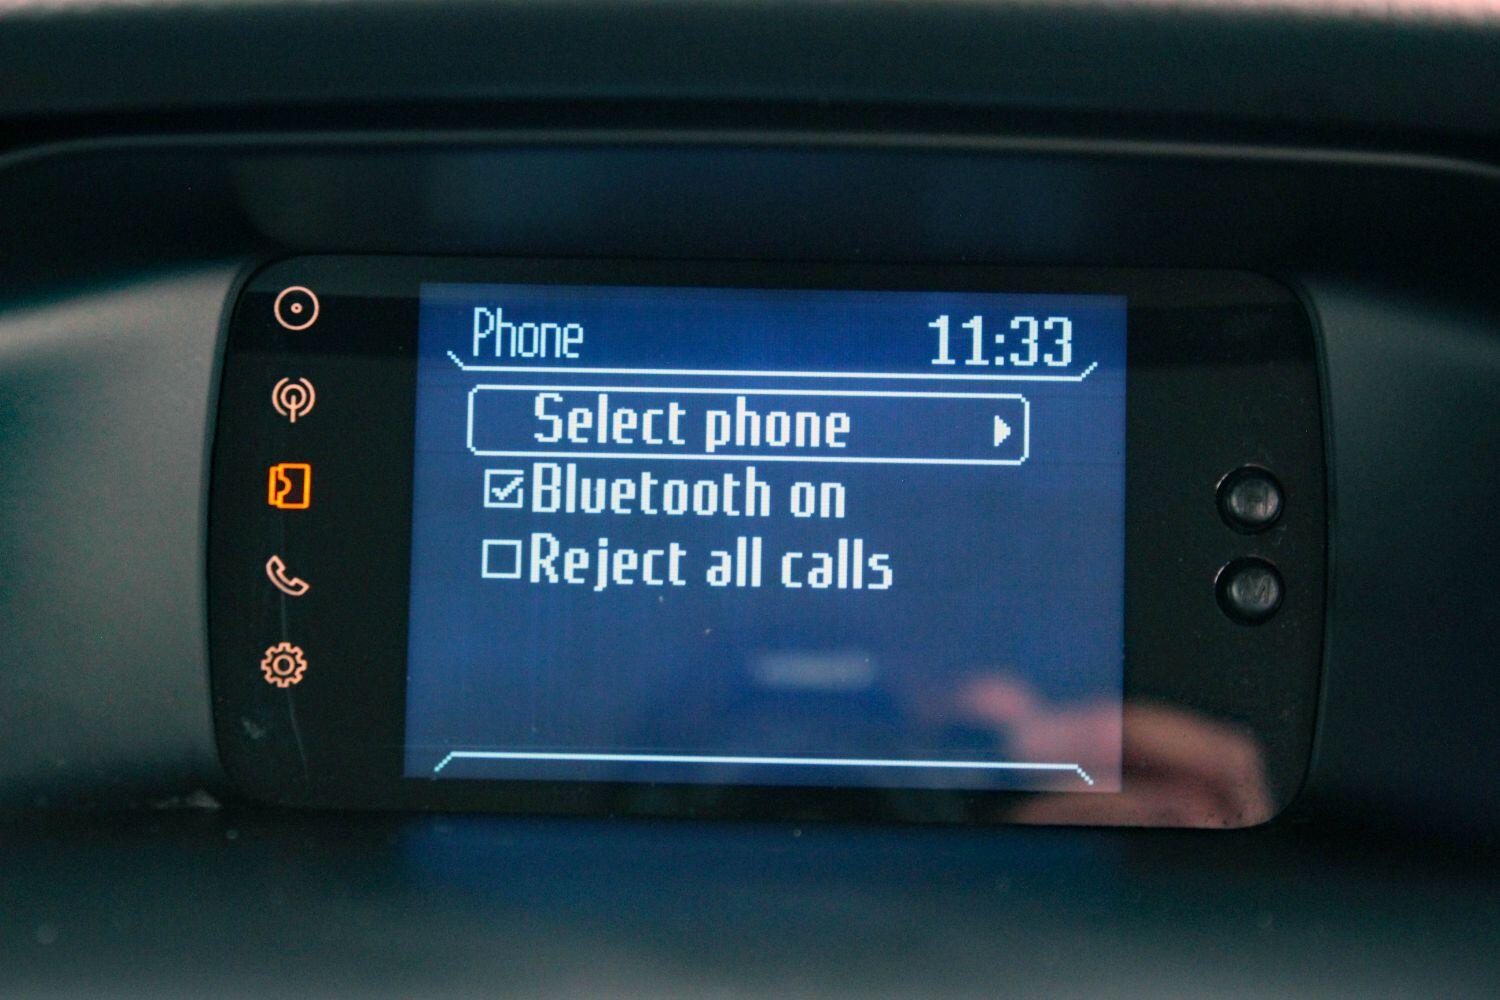 Phone 11:33
Select phone
Bluetooth on
Reject all calls
H
M